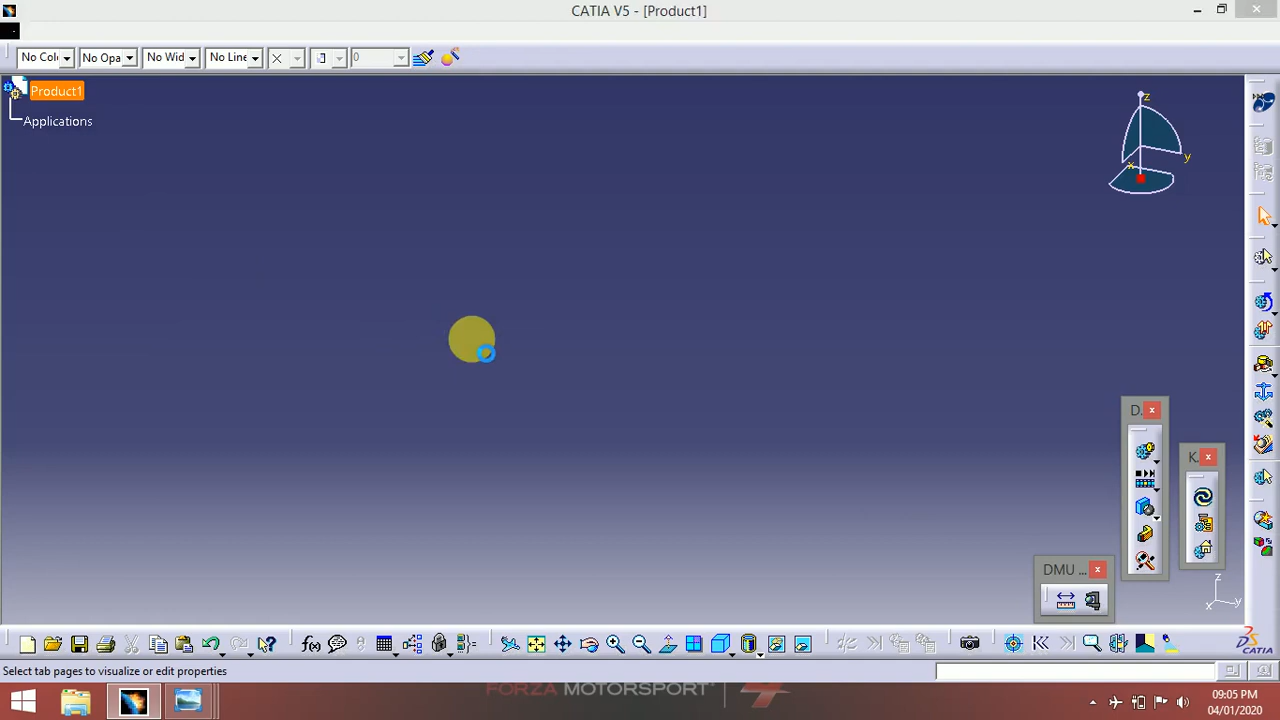 CATIA V5 - [Product1]
No Col
No Opa
No Wid
No Line
0
Product1
Applications
z
y
x
D.
K.
DMU ...
z
x
y
f(x)
CATIA
Select tab pages to visualize or edit properties
FORZA MOTORSPORT
09:05 PM
04/01/2020